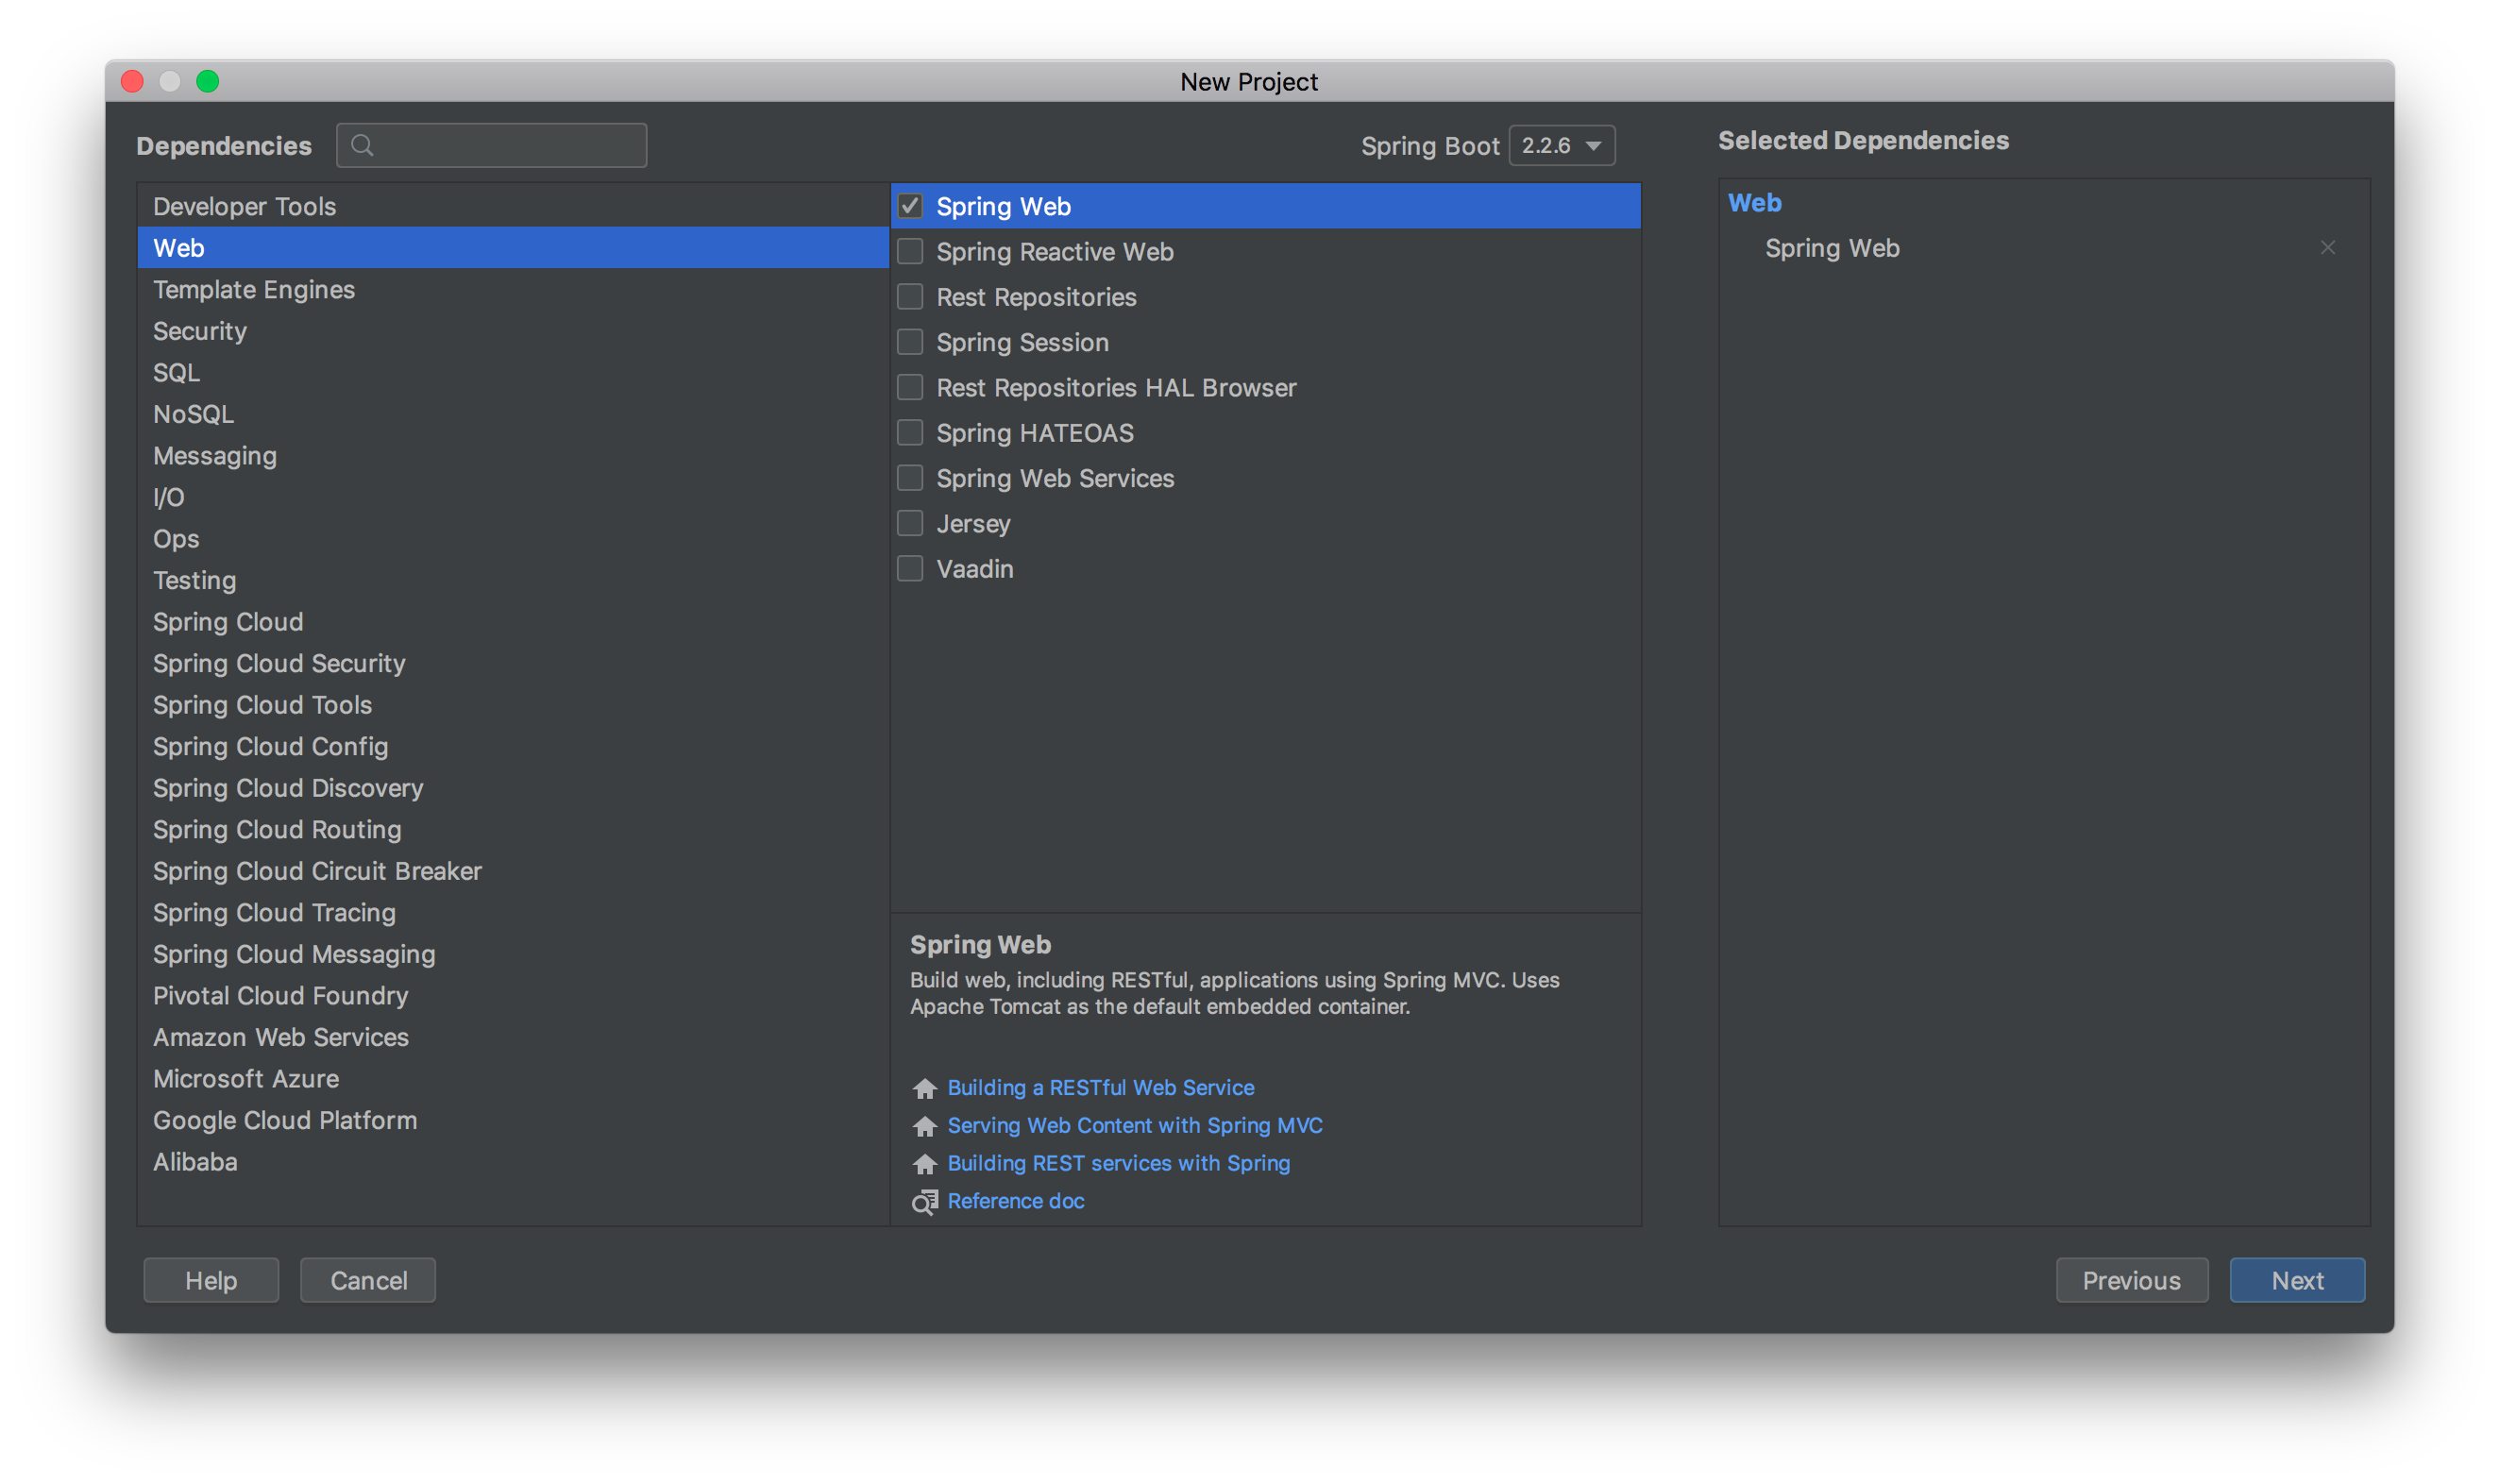 New Project
Dependencies
Spring Boot 2.2.6
Selected Dependencies
Developer Tools
Web
Template Engines
Security
SQL
NoSQL
Messaging
I/O
Ops
Testing
Spring Cloud
Spring Cloud Security
Spring Cloud Tools
Spring Cloud Config
Spring Cloud Discovery
Spring Cloud Routing
Spring Cloud Circuit Breaker
Spring Cloud Tracing
Spring Cloud Messaging
Pivotal Cloud Foundry
Amazon Web Services
Microsoft Azure
Google Cloud Platform
Alibaba
Spring Web
Spring Reactive Web
Rest Repositories
Spring Session
Rest Repositories HAL Browser
Spring HATEOAS
Spring Web Services
Jersey
Vaadin
Spring Web
Build web, including RESTful, applications using Spring MVC. Uses
Apache Tomcat as the default embedded container.
Building a RESTful Web Service
Serving Web Content with Spring MVC
Building REST services with Spring
Reference doc
Web
Spring Web
Help
Cancel
Previous
Next